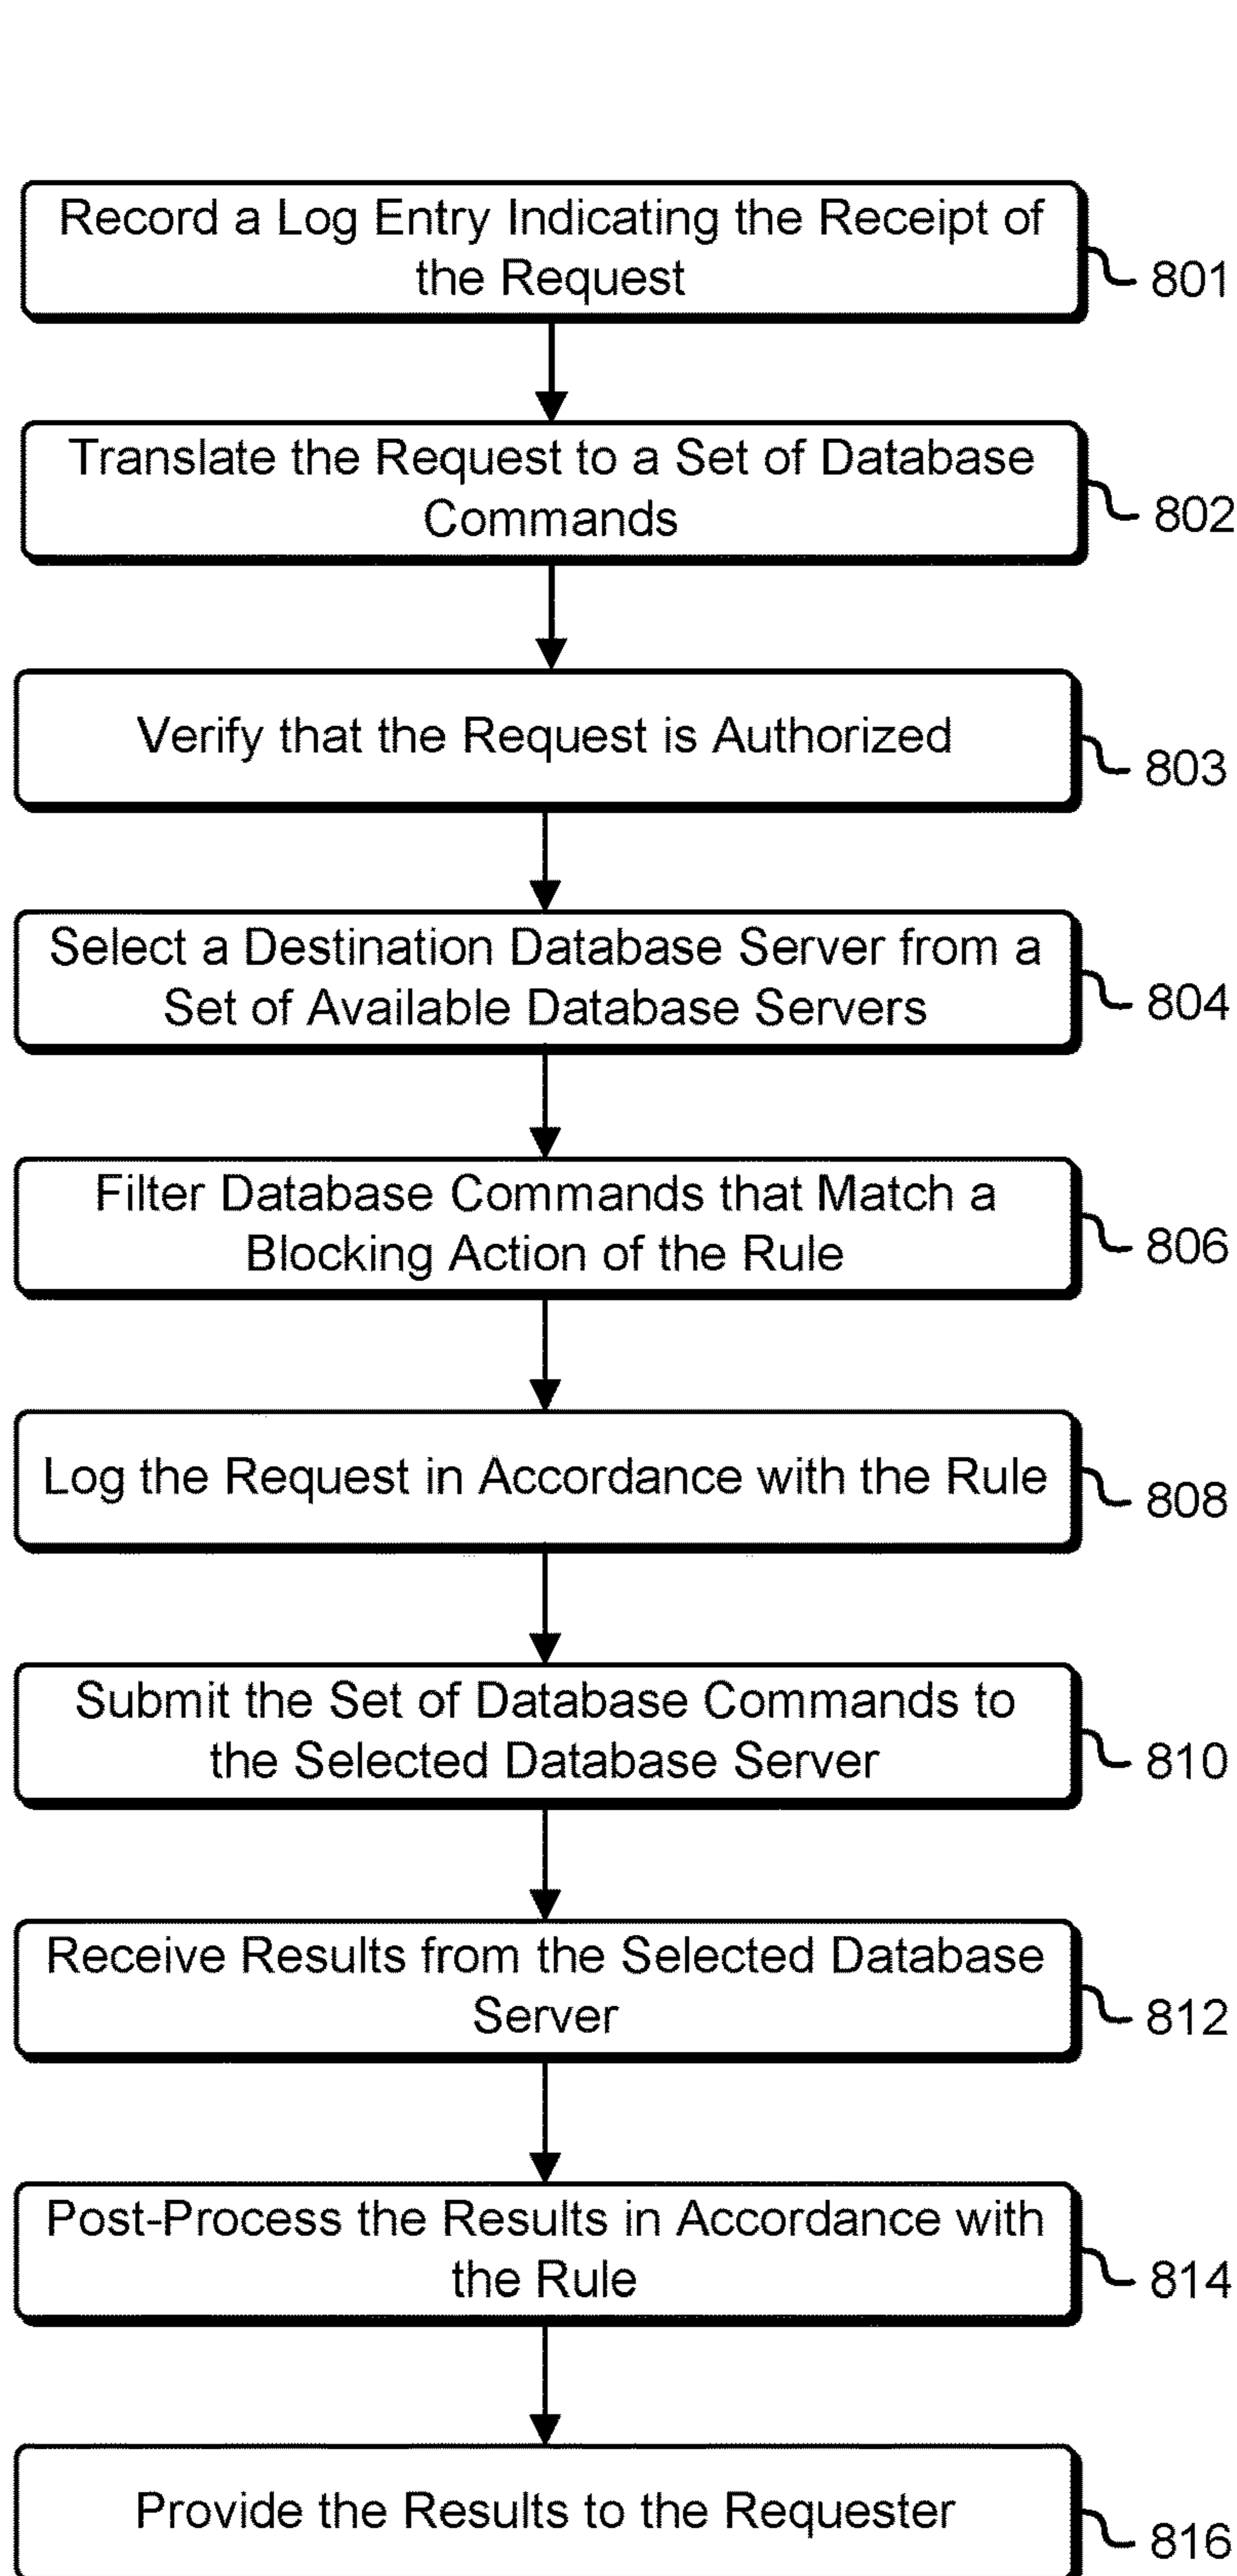 Record a Log Entry Indicating the Receipt of
the Request
801
Translate the Request to a Set of Database
Commands
802
Verify that the Request is Authorized
803
Select a Destination Database Server from a
Set of Available Database Servers
804
Filter Database Commands that Match a
Blocking Action of the Rule
806
Log the Request in Accordance with the Rule
808
Submit the Set of Database Commands to
the Selected Database Server
810
Receive Results from the Selected Database
Server
812
Post-Process the Results in Accordance with
the Rule
814
Provide the Results to the Requester
816